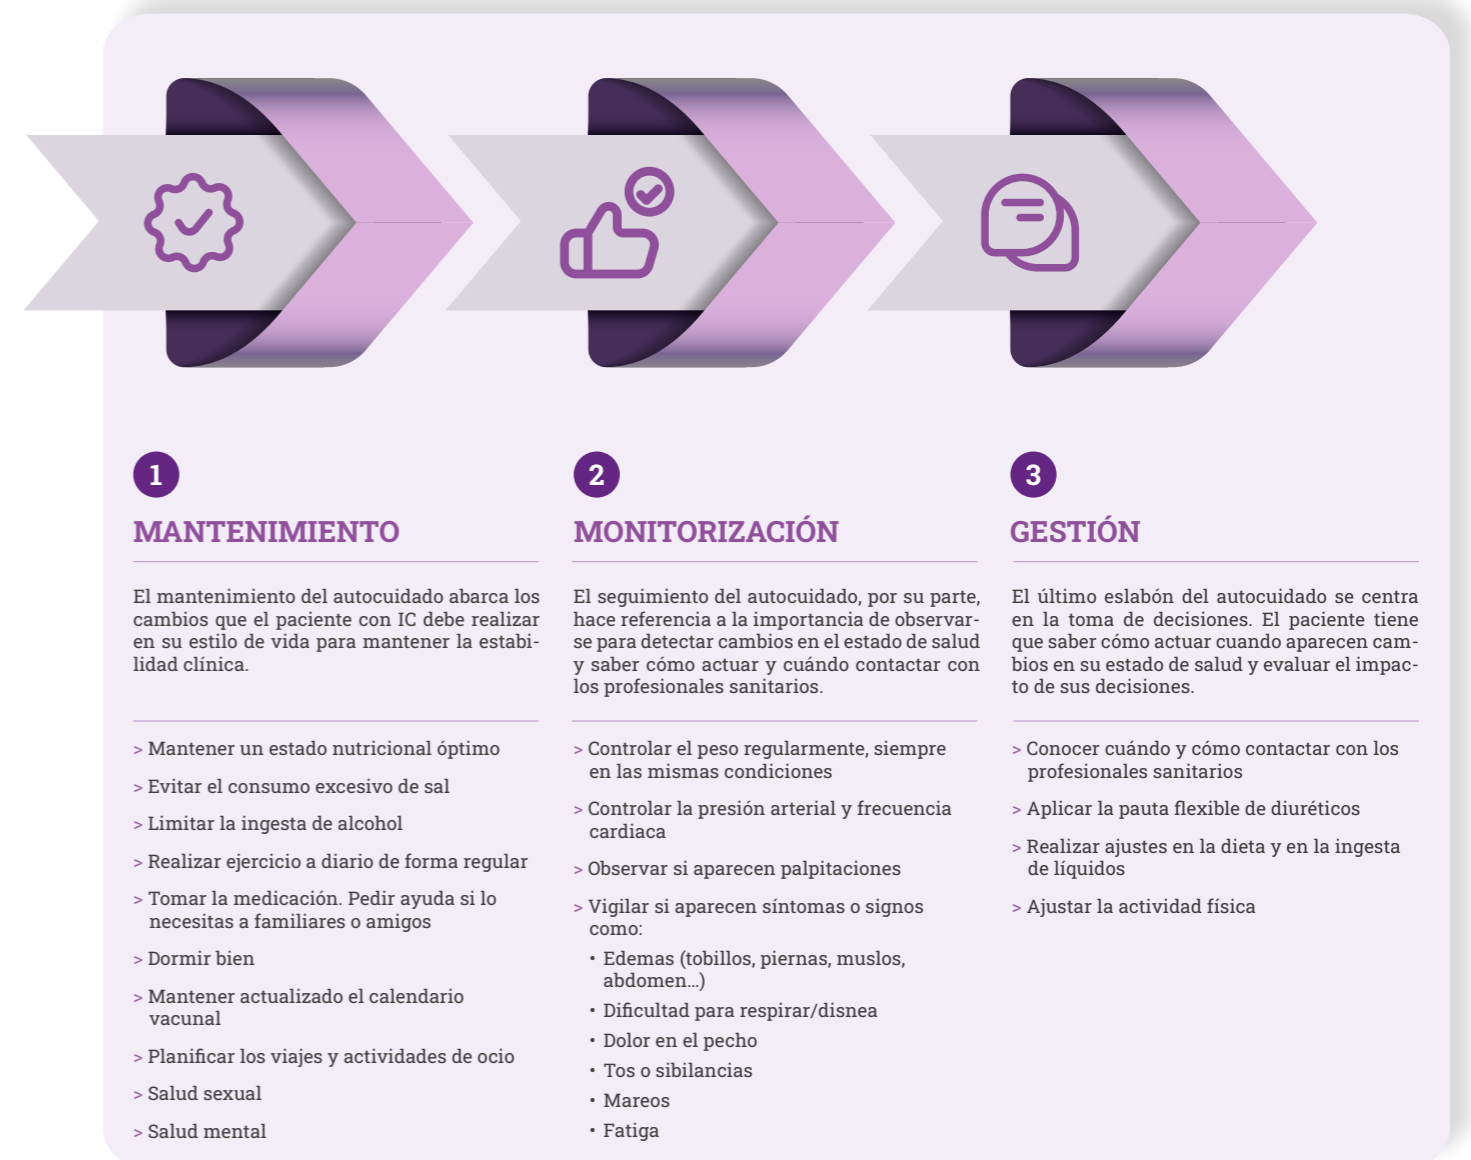 1
MANTENIMIENTO
El mantenimiento del autocuidado abarca los
cambios que el paciente con IC debe realizar
en su estilo de vida para mantener la estabi-
lidad clínica.
> Mantener un estado nutricional óptimo
> Evitar el consumo excesivo de sal
> Limitar la ingesta de alcohol
> Realizar ejercicio a diario de forma regular
> Tomar la medicación. Pedir ayuda si lo
necesitas a familiares o amigos
> Dormir bien
> Mantener actualizado el calendario
vacunal
> Planificar los viajes y actividades de ocio
> Salud sexual
> Salud mental
2
MONITORIZACIÓN
El seguimiento del autocuidado, por su parte,
hace referencia a la importancia de observar-
se para detectar cambios en el estado de salud
y saber cómo actuar y cuándo contactar con
los profesionales sanitarios.
> Controlar el peso regularmente, siempre
en las mismas condiciones
> Controlar la presión arterial y frecuencia
cardiaca
> Observar si aparecen palpitaciones
> Vigilar si aparecen síntomas o signos
como:
• Edemas (tobillos, piernas, muslos,
abdomen...)
• Dificultad para respirar/disnea
• Dolor en el pecho
• Tos o sibilancias
• Mareos
• Fatiga
3
GESTIÓN
El último eslabón del autocuidado se centra
en la toma de decisiones. El paciente tiene
que saber cómo actuar cuando aparecen cam-
bios en su estado de salud y evaluar el impac-
to de sus decisiones.
> Conocer cuándo y cómo contactar con los
profesionales sanitarios
> Aplicar la pauta flexible de diuréticos
> Realizar ajustes en la dieta y en la ingesta
de líquidos
> Ajustar la actividad física